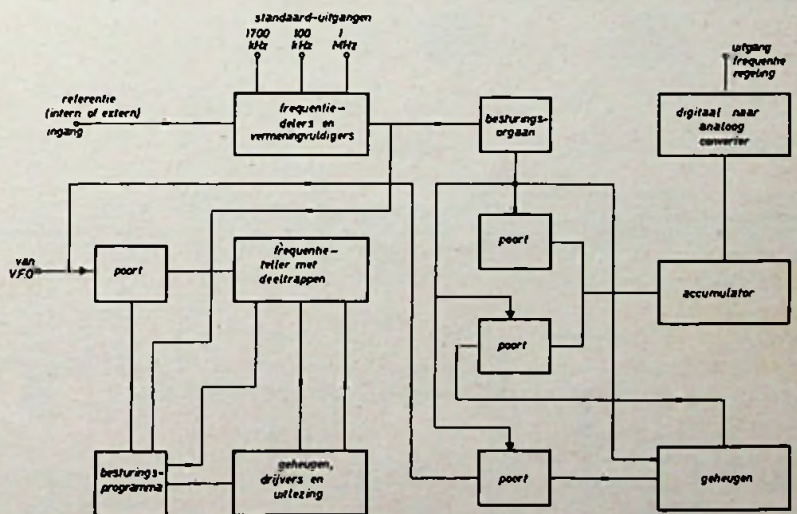 standaard-uitgangen
1700 kHz
100 kHz
1 MHz
referentie
(intern of extern)
ingang
frequentie-
delers en
vermeningvuldigers
besturings-
orgaan
uitgang
frequentie
regeling
digitaal naar
analoog
converter
van
V.F.O
poort
frequentie-
teller met
deeltrappen
poort
accumulator
poort
besturings-
programma
geheugen,
drijvers en
uitlezing
poort
geheugen